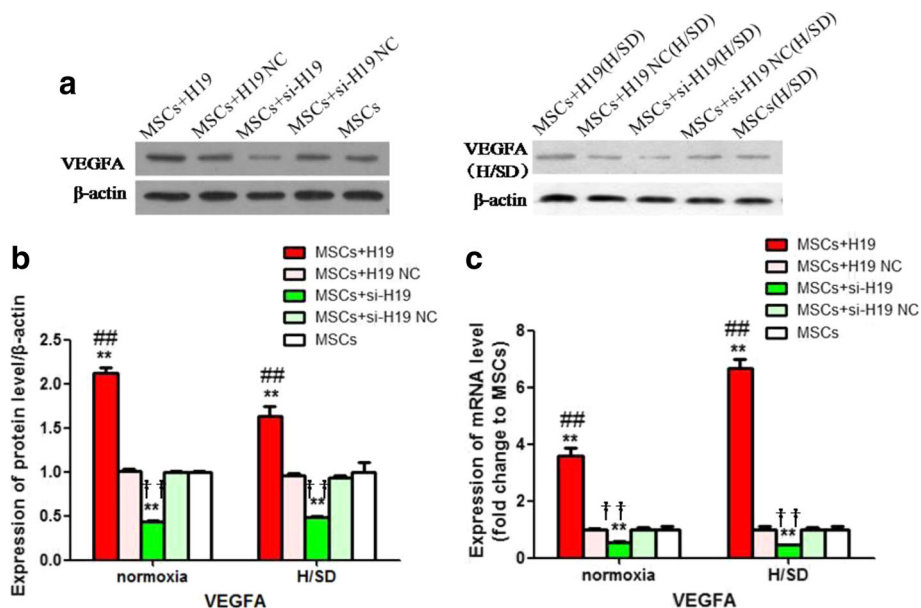 a
MSCs+H19
MSCs+H19 NC
MSCs+si-H19
MSCs+si-H19 NC
MSCs
VEGFA
β-actin
MSCs+H19(H/SD)
MSCs+H19 NC(H/SD)
MSCs+si-H19(H/SD)
MSCs+si-H19 NC(H/SD)
MSCs(H/SD)
VEGFA
(H/SD)
β-actin
b
MSCs+H19
MSCs+H19 NC
MSCs+si-H19
MSCs+si-H19 NC
MSCs
Expression of protein level/β-actin
2.5
2.0
1.5
1.0
0.5
0.0
##
**
††
**
##
**
††
**
normoxia
H/SD
VEGFA
c
MSCs+H19
MSCs+H19 NC
MSCs+si-H19
MSCs+si-H19 NC
MSCs
Expression of mRNA level
(fold change to MSCs)
8
6
4
2
0
##
**
††
**
##
**
††
**
normoxia
H/SD
VEGFA